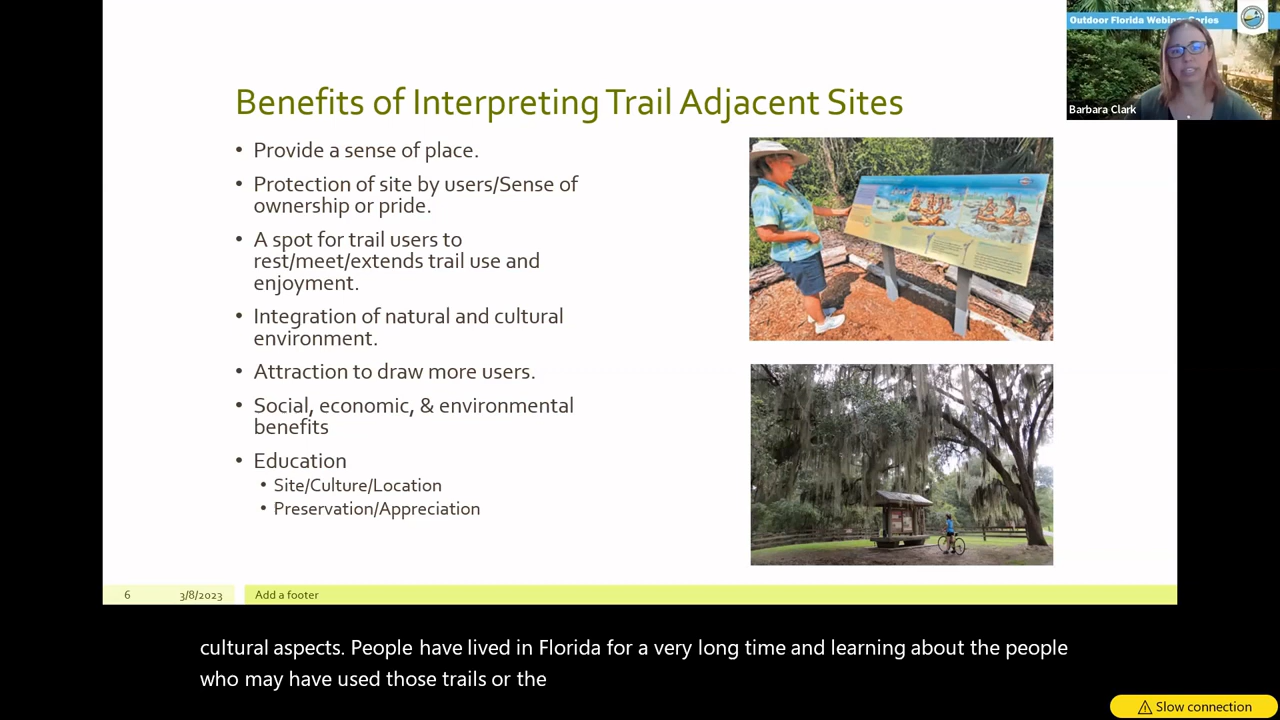 Outdoor Florida Webinar Series
Barbara Clark
Benefits of Interpreting Trail Adjacent Sites
• Provide a sense of place.
• Protection of site by users/Sense of
ownership or pride.
• A spot for trail users to
rest/meet/extends trail use and
enjoyment.
• Integration of natural and cultural
environment.
• Attraction to draw more users.
• Social, economic, & environmental
benefits
• Education
• Site/Culture/Location
• Preservation/Appreciation
6 3/8/2023 Add a footer
cultural aspects. People have lived in Florida for a very long time and learning about the people
who may have used those trails or the
Slow connection